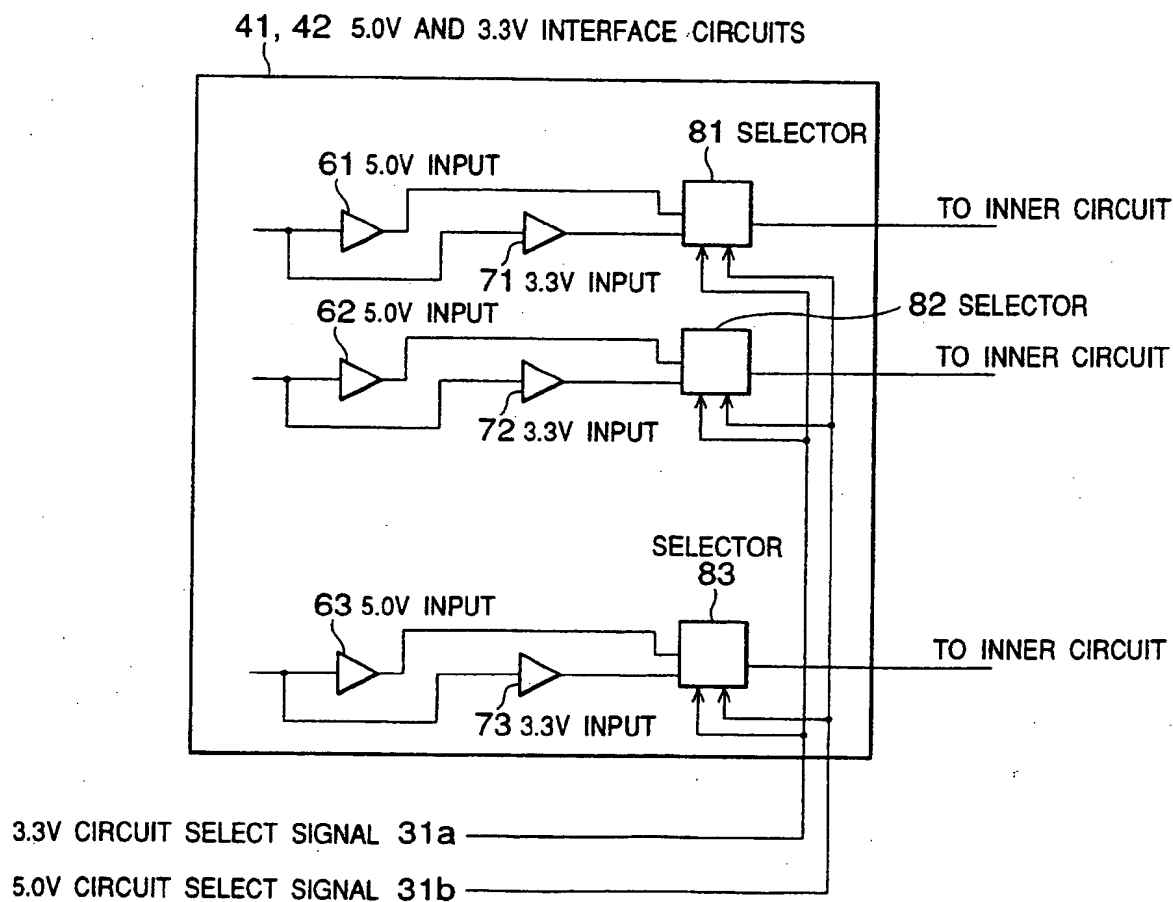 41, 42 5.0V AND 3.3V INTERFACE CIRCUITS
81 SELECTOR
61 5.0V INPUT
TO INNER CIRCUIT
71 3.3V INPUT
62 5.0V INPUT
82 SELECTOR
TO INNER CIRCUIT
72 3.3V INPUT
SELECTOR
83
63 5.0V INPUT
TO INNER CIRCUIT
73 3.3V INPUT
3.3V CIRCUIT SELECT SIGNAL 31a
5.0V CIRCUIT SELECT SIGNAL 31b